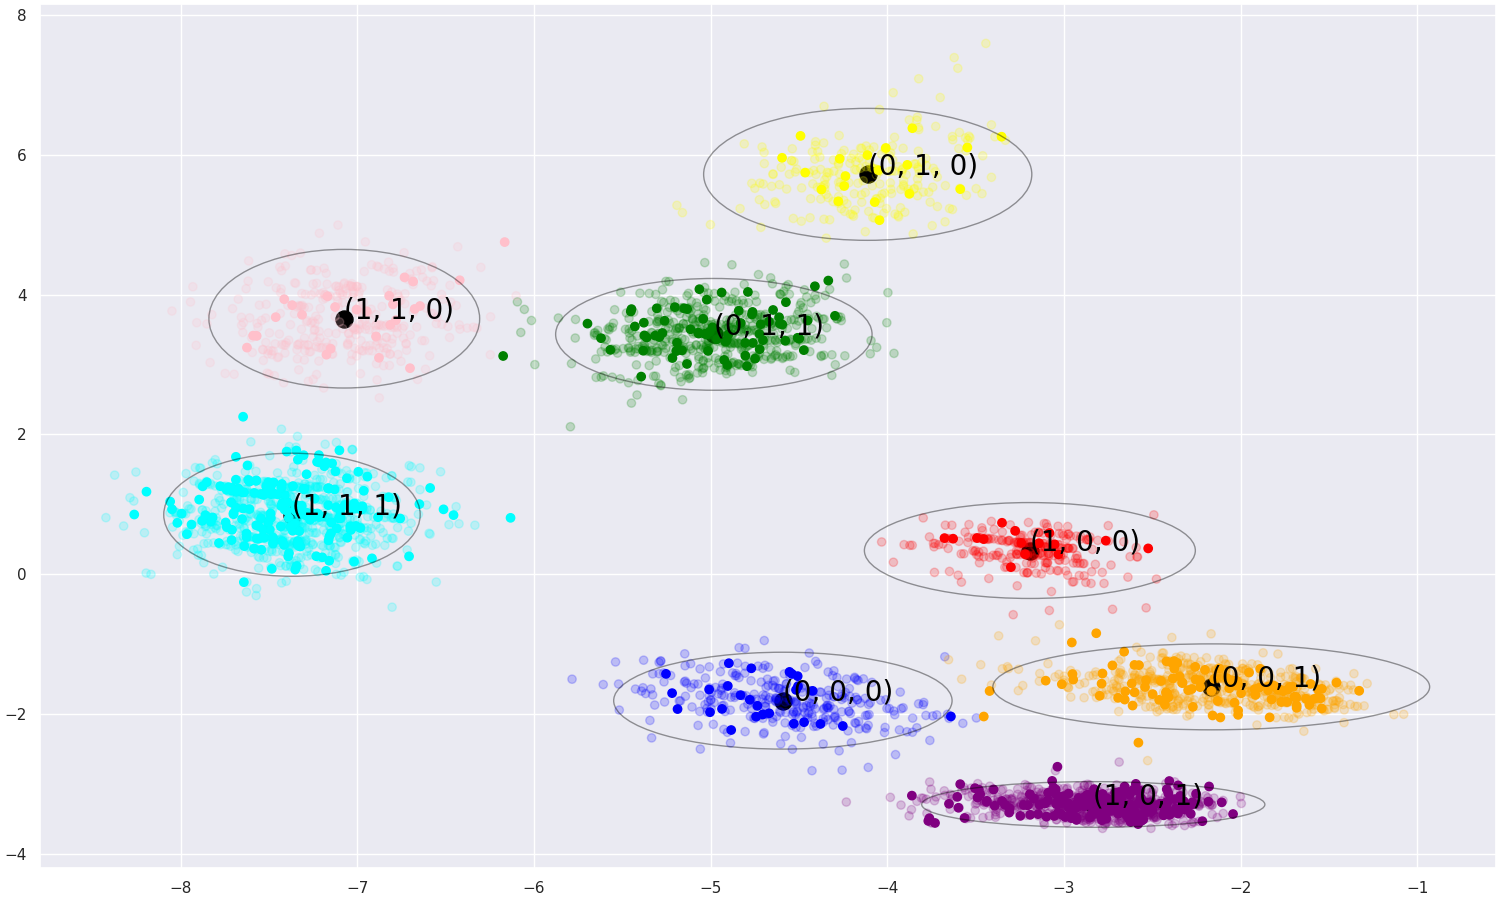 8
(0, 1, 0)
6
(1, 1, 0)
4
(0, 1, 1)
2
(1, 1, 1)
(1, 0, 0)
0
(0, 0, 1)
(0, 0, 0)
−2
(1, 0, 1)
−4
−8 −7 −6 −5 −4 −3 −2 −1